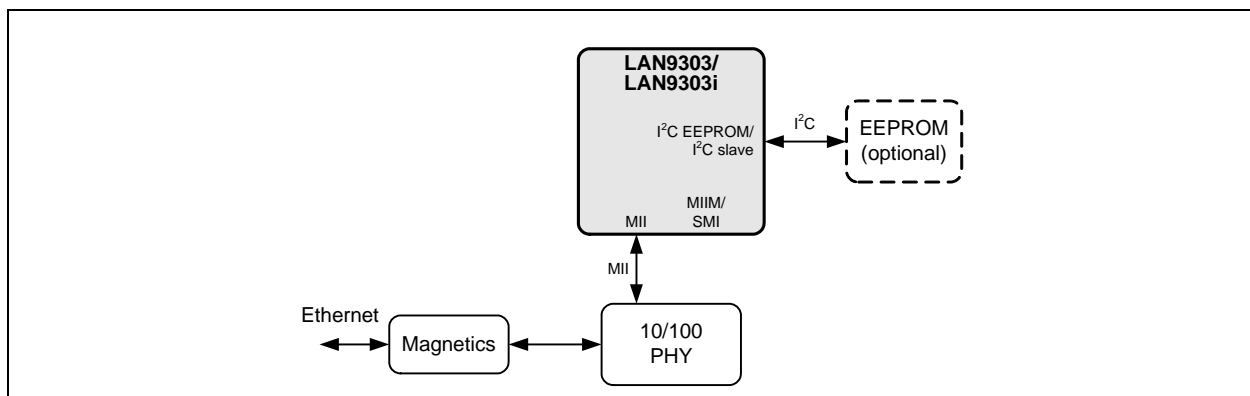 LAN9303/
LAN9303i
I²C EEPROM/
I²C slave
I²C
EEPROM
(optional)
MIIM/
SMI
MII
MII
Ethernet
Magnetics
10/100
PHY